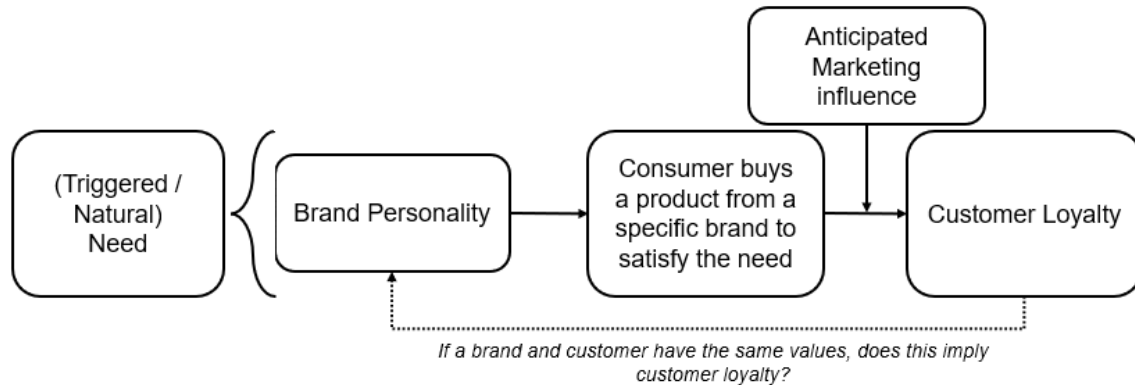 Anticipated
Marketing
influence
(Triggered /
Natural)
Need
Brand Personality
Consumer buys
a product from a
specific brand to
satisfy the need
Customer Loyalty
If a brand and customer have the same values, does this imply
customer loyalty?